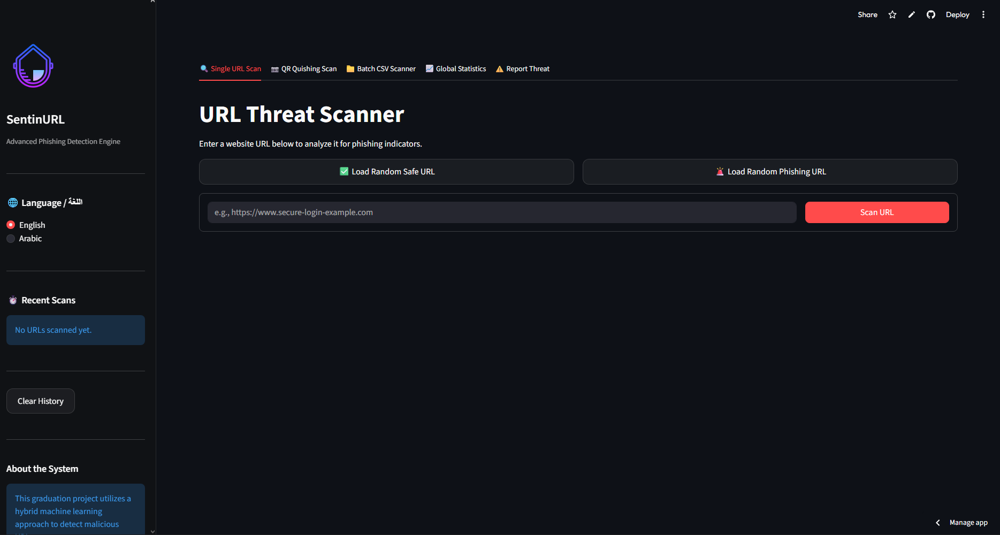 Share
Deploy
Single URL Scan
QR Quishing Scan
Batch CSV Scanner
Global Statistics
Report Threat
SentinURL
Advanced Phishing Detection Engine
Language / اللغة
English
Arabic
Recent Scans
No URLs scanned yet.
Clear History
About the System
This graduation project utilizes a
hybrid machine learning
approach to detect malicious
URL Threat Scanner
Enter a website URL below to analyze it for phishing indicators.
Load Random Safe URL
Load Random Phishing URL
e.g., https://www.secure-login-example.com
Scan URL
Manage app